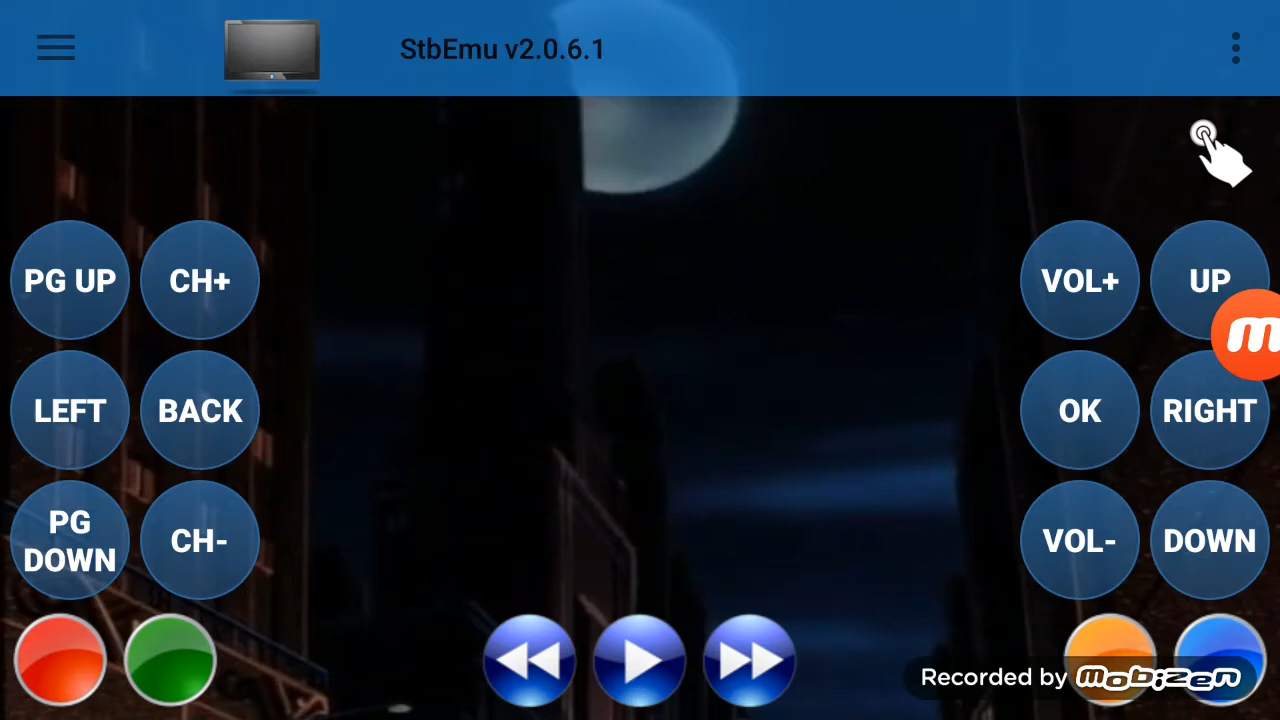 StbEmu v2.0.6.1
PG UP
CH+
VOL+
UP
LEFT
BACK
OK
RIGHT
PG
DOWN
CH-
VOL-
DOWN
Recorded by mobizen